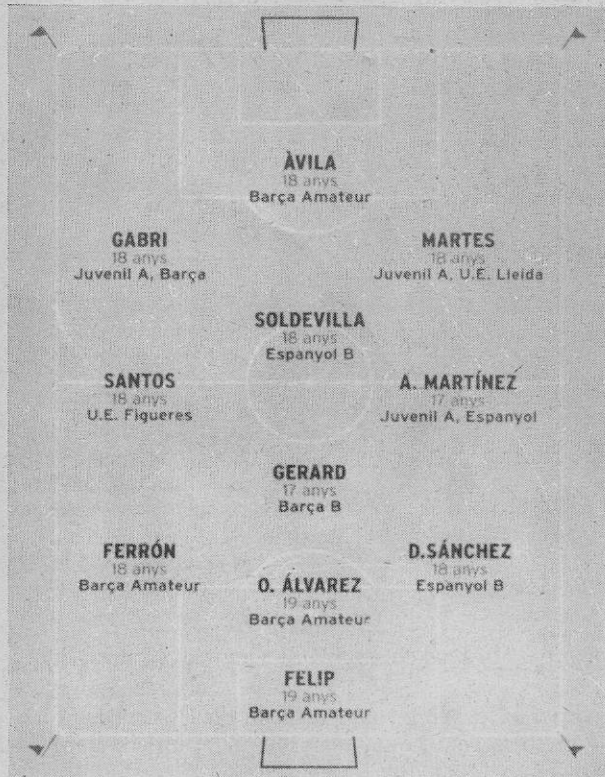 ÀVILA
18 anys
Barça Amateur
GABRI
18 anys
Juvenil A, Barça
MARTES
18 anys
Juvenil A, U.E. Lleida
SOLDEVILLA
18 anys
Espanyol B
SANTOS
18 anys
U.E. Figueres
A. MARTÍNEZ
17 anys
Juvenil A, Espanyol
GERARD
17 anys
Barça B
FERRÓN
18 anys
Barça Amateur
D.SÁNCHEZ
18 anys
Espanyol B
O. ÁLVAREZ
19 anys
Barça Amateur
FELIP
19 anys
Barça Amateur